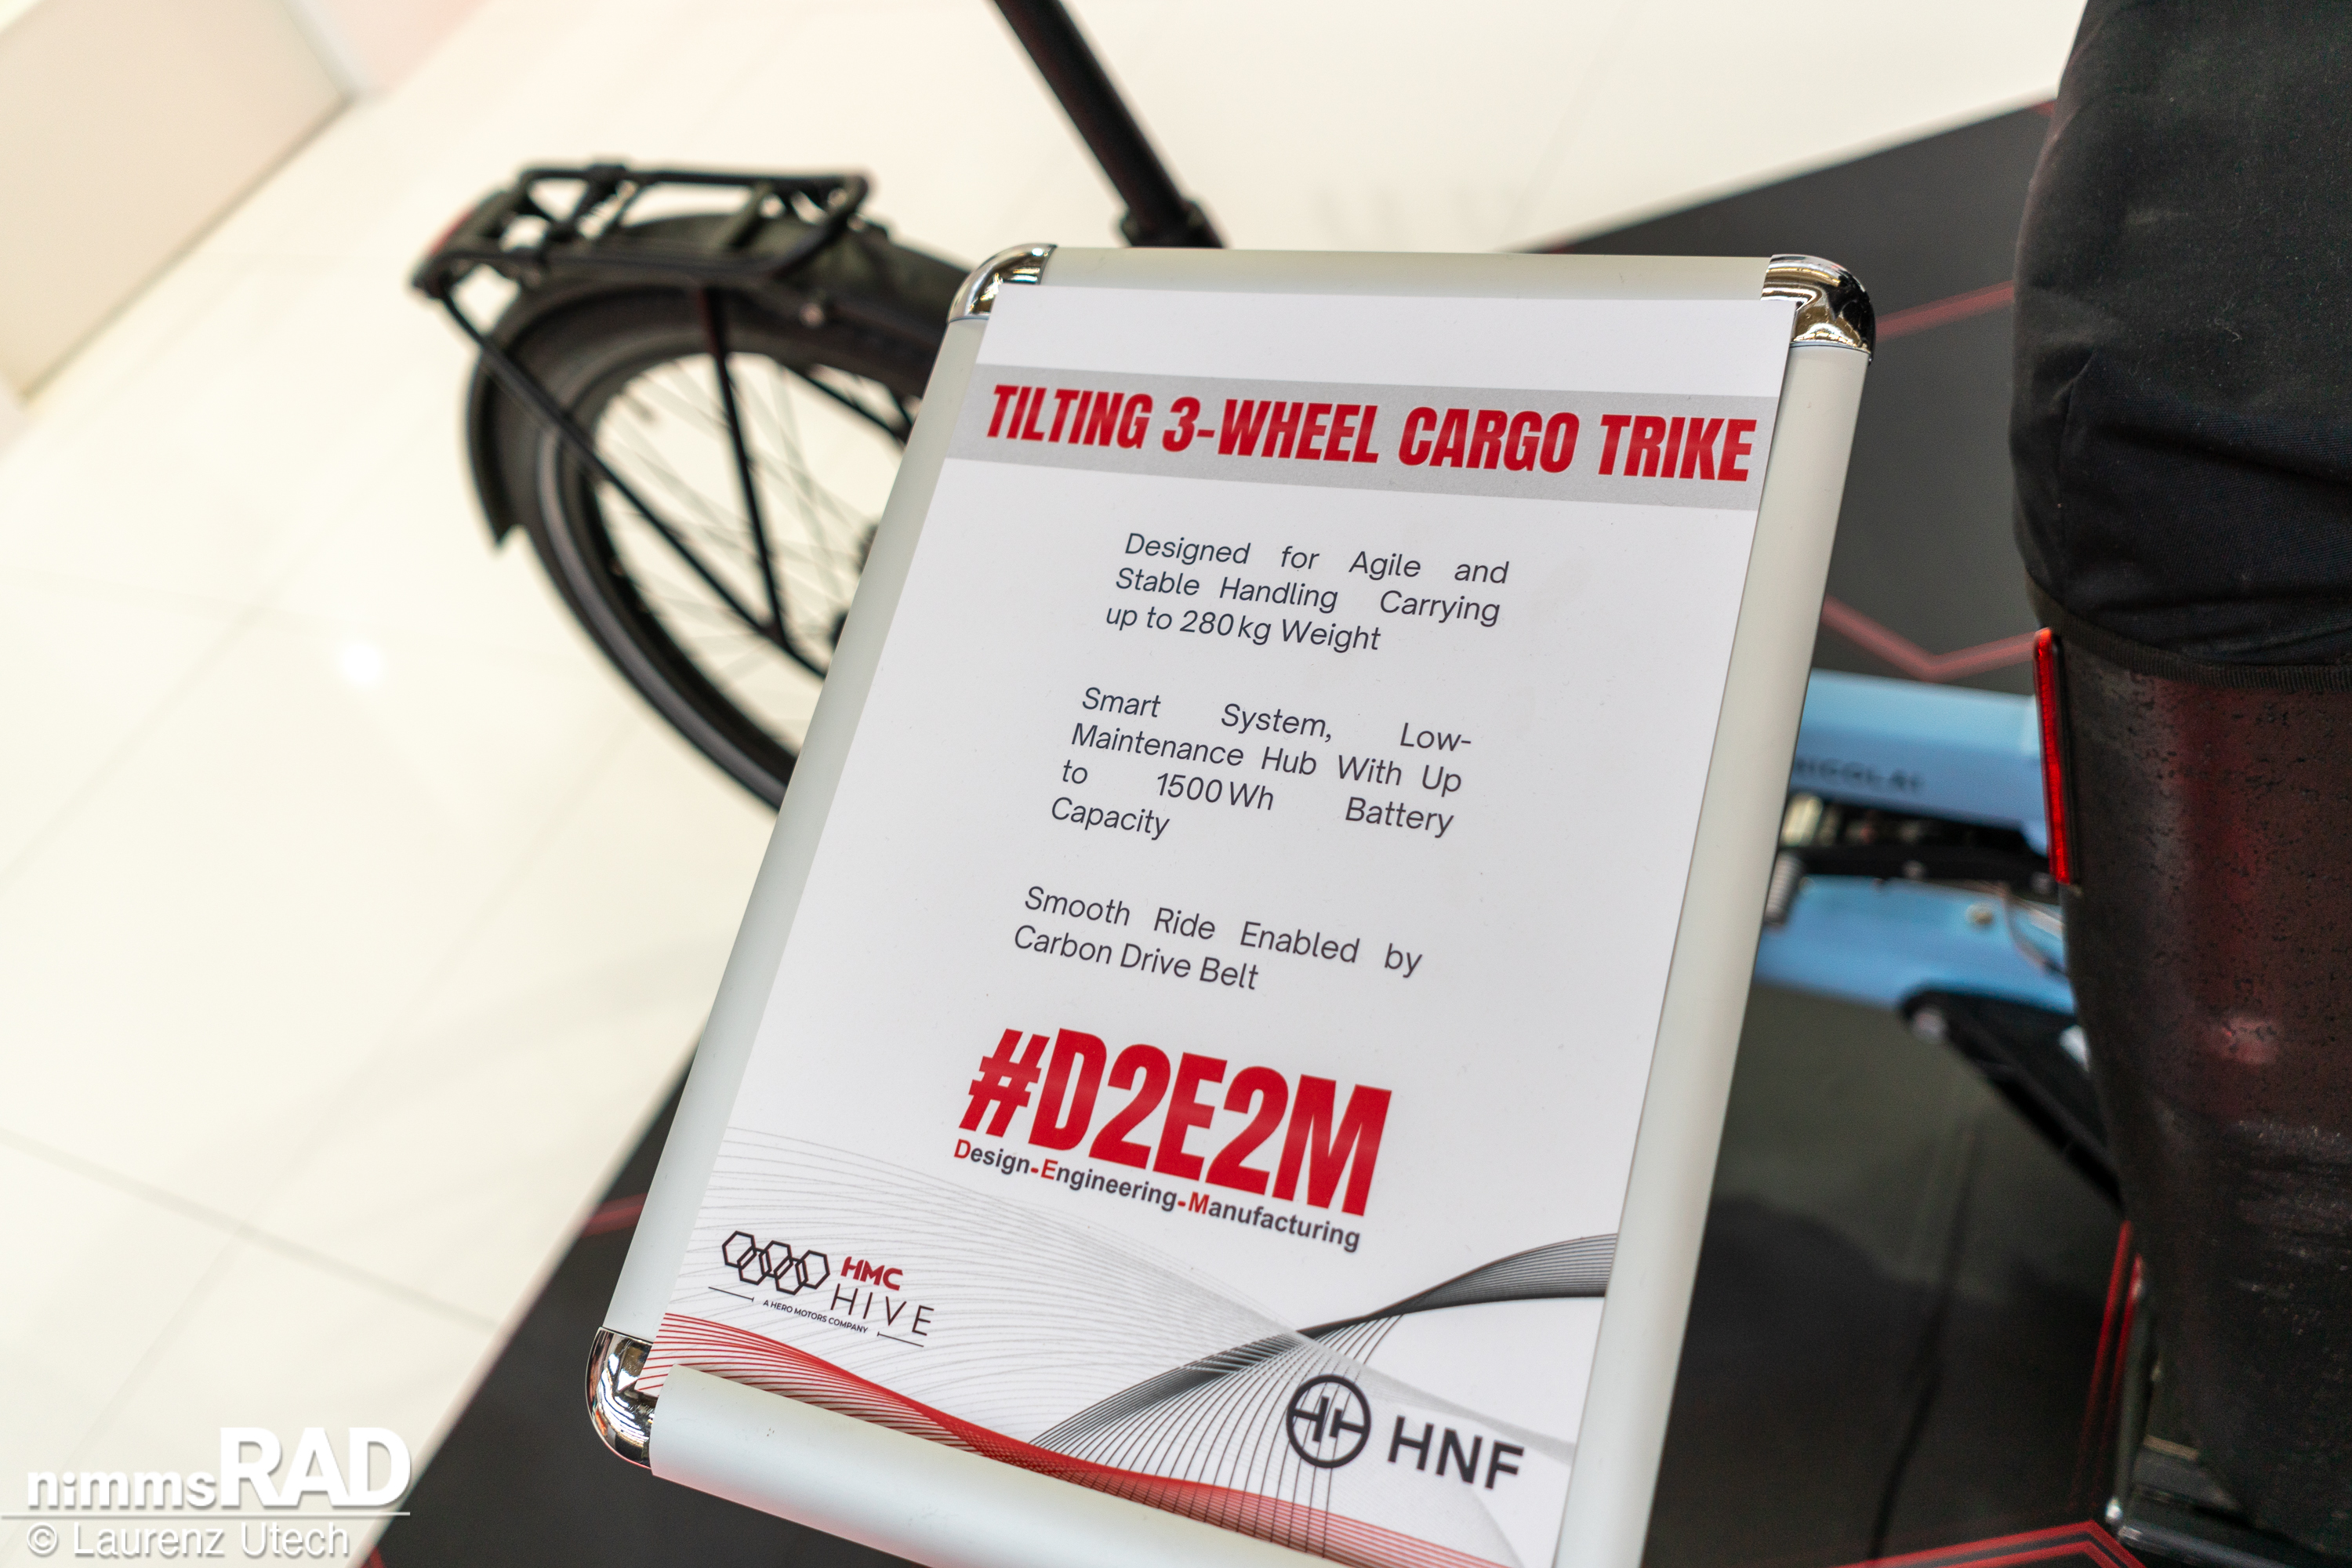 TILTING 3-WHEEL CARGO TRIKE
Designed for Agile and
Stable Handling Carrying
up to 280 kg Weight
Smart System, Low-
Maintenance Hub With Up
to 1500 Wh Battery
Capacity
Smooth Ride Enabled by
Carbon Drive Belt
#D2E2M
Design-Engineering-Manufacturing
HMC
HIVE
A HERO MOTORS COMPANY
HNF
NICOLAI
nimmsRAD
© Laurenz Utech